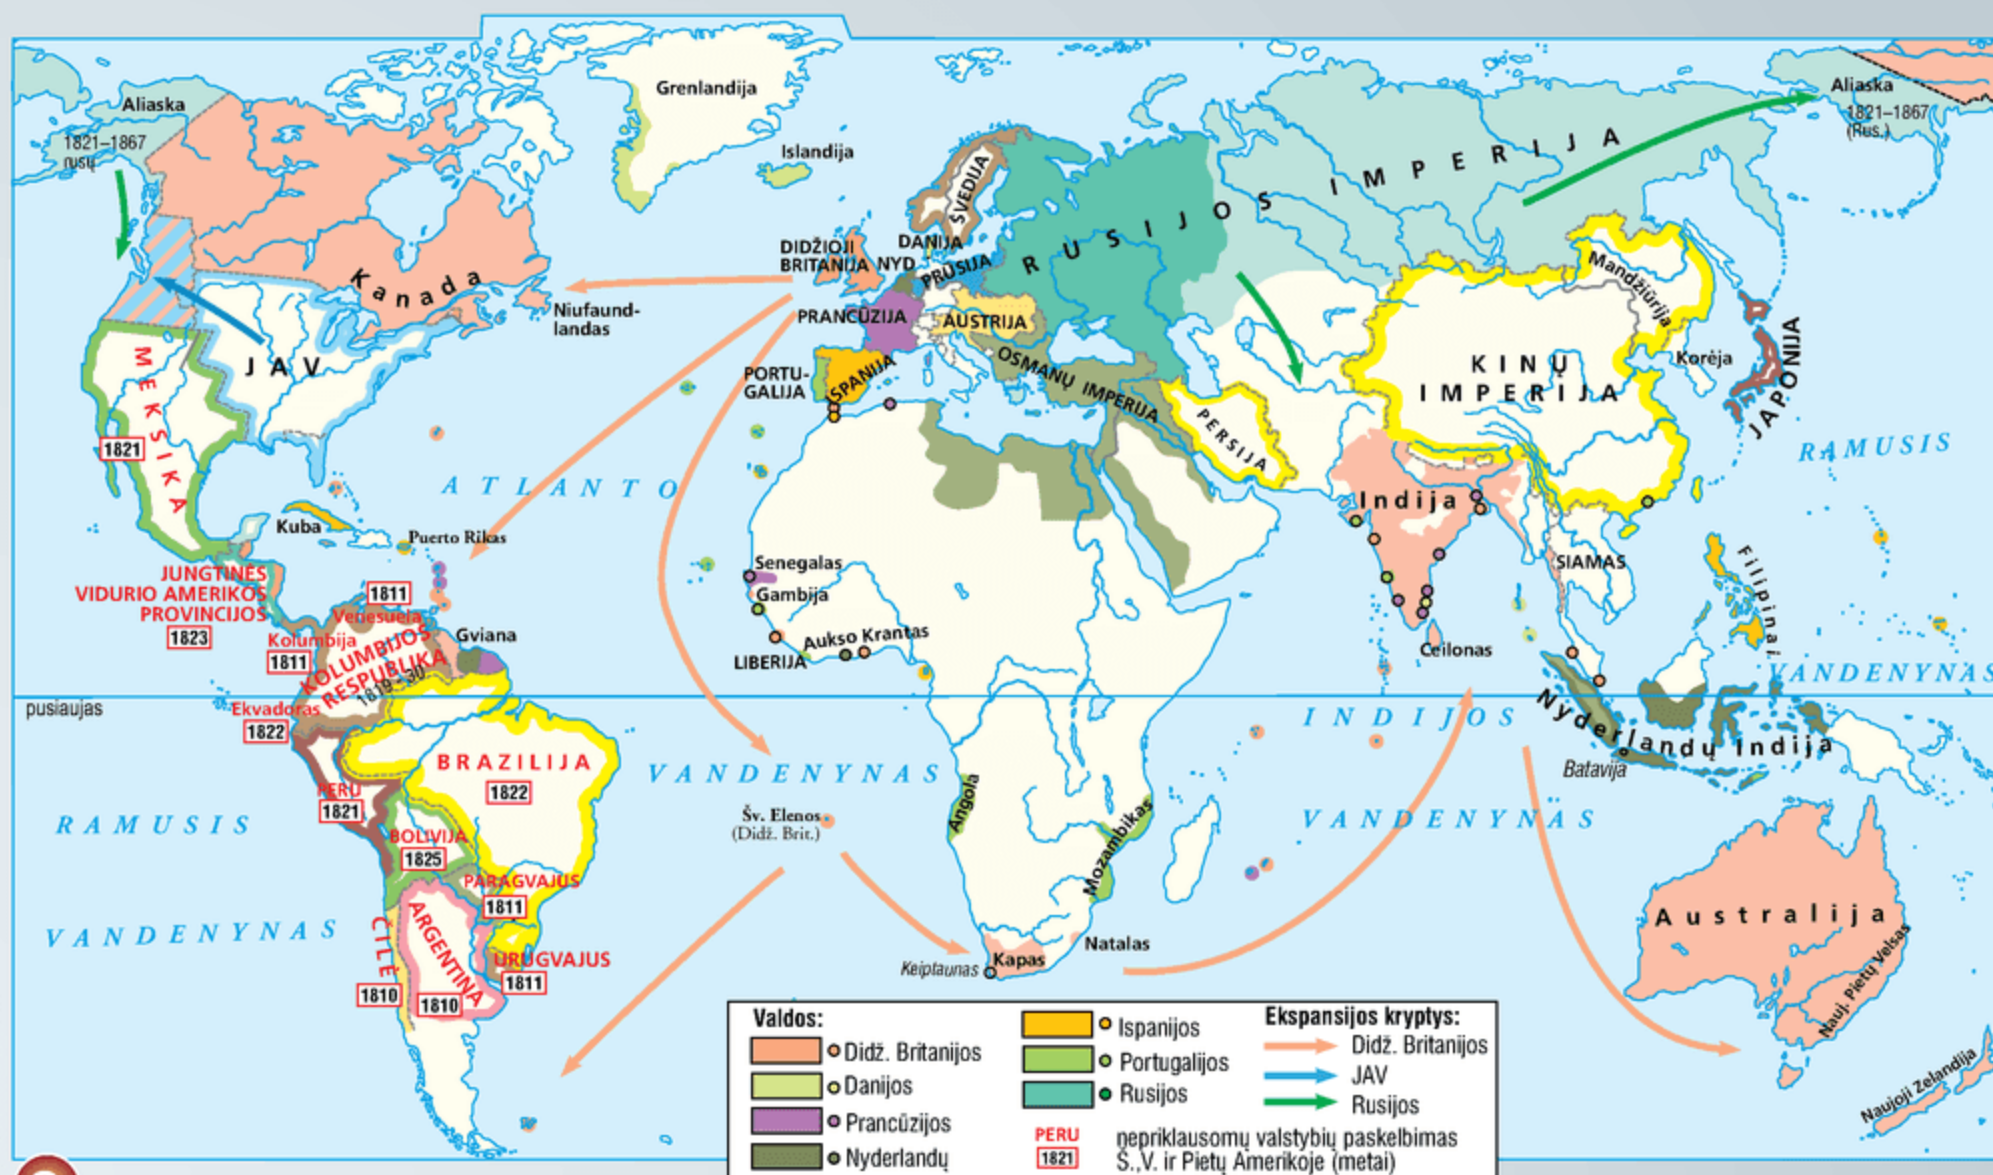 Grenlandija
Aliaska
1821–1867
rusų
Islandija
Aliaska
1821–1867
(Rus.)
RUSIJOS IMPERIJA
ŠVEDIJA
DANIJA
DIDŽIOJI
BRITANIJA
NYD
PRŪSIJA
Kanada
Niufaund-
landas
PRANCŪZIJA
AUSTRIJA
Mandžiūrija
JAV
MEKSIKA
1821
PORTU-
GALIJA
ISPANIJA
OSMANŲ IMPERIJA
PERSIJA
KINŲ
IMPERIJA
Korėja
JAPONIJA
RAMUSIS
ATLANTO
Kuba
Puerto Rikas
Indija
SIAMAS
Filipinai
JUNGTINĖS
VIDURIO AMERIKOS
PROVINCIJOS
1823
1811
Venesuela
Kolumbija
1811
KOLUMBIJOS
RESPUBLIKA
1819–30
Gviana
Senegalas
Gambija
Aukso Krantas
LIBERIJA
Ceilonas
VANDENYNAS
pusiaujas
Ekvadoras
1822
INDIJOS
Nyderlandų Indija
Batavija
BRAZILIJA
1822
VANDENYNAS
PERU
1821
Angola
Mozambikas
Šv. Elenos
(Didž. Brit.)
RAMUSIS
VANDENYNAS
BOLIVIJA
1825
PARAGVAJUS
1811
Australija
Nauj. Pietų Velsas
VANDENYNAS
ČILĖ
1810
ARGENTINA
1810
URUGVAJUS
1811
Natalas
Kapas
Keiptaunas
Naujoji Zelandija
Valdos:
Didž. Britanijos
Danijos
Prancūzijos
Nyderlandų
Ispanijos
Portugalijos
Rusijos
Ekspansijos kryptys:
Didž. Britanijos
JAV
Rusijos
PERU
1821
nepriklausomų valstybių paskelbimas
Š.,V. ir Pietų Amerikoje (metai)